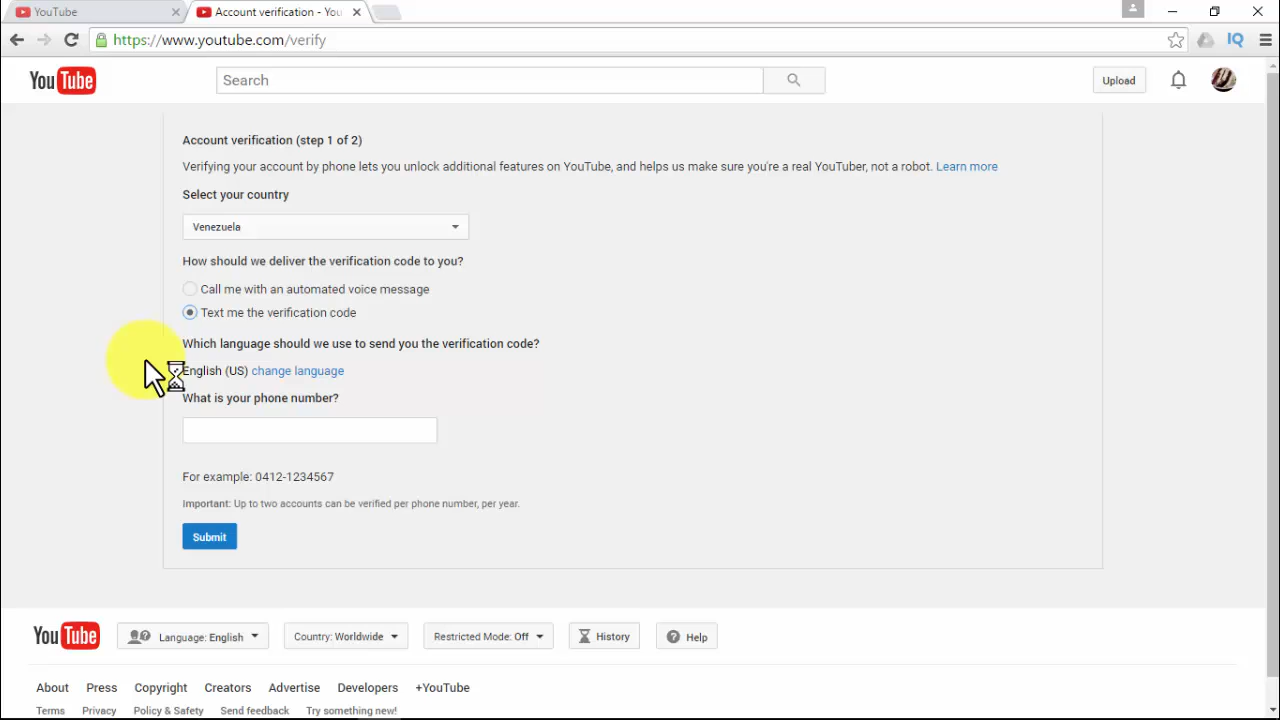 YouTube
Account verification - You
https://www.youtube.com/verify
IQ
YouTube
Search
Upload
Account verification (step 1 of 2)
Verifying your account by phone lets you unlock additional features on YouTube, and helps us make sure you're a real YouTuber, not a robot. Learn more
Select your country
Venezuela
How should we deliver the verification code to you?
Call me with an automated voice message
Text me the verification code
Which language should we use to send you the verification code?
English (US) change language
What is your phone number?
For example: 0412-1234567
Important: Up to two accounts can be verified per phone number, per year.
Submit
YouTube
Language: English
Country: Worldwide
Restricted Mode: Off
History
Help
About Press Copyright Creators Advertise Developers +YouTube
Terms Privacy Policy & Safety Send feedback Try something new!